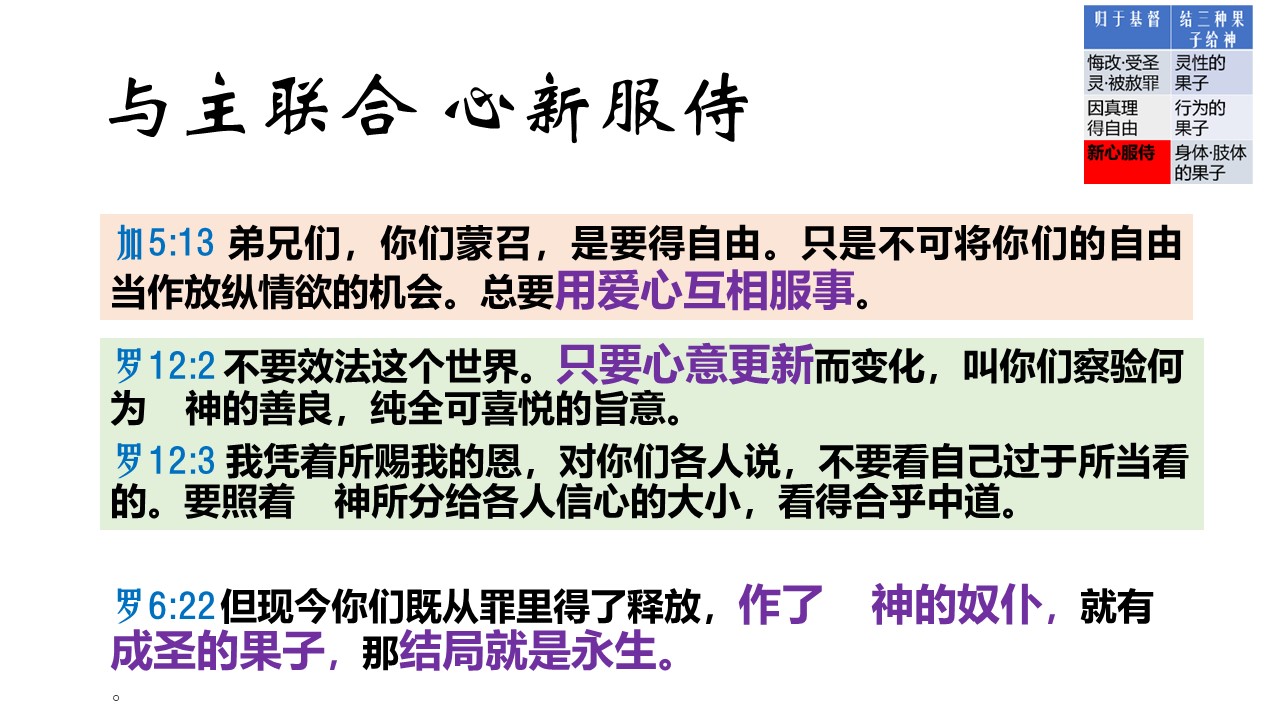 与主联合 心新服侍
归于基督 结三种果
子给神
悔改·受圣 灵性的
灵·被赦罪 果子
因真理 行为的
得自由 果子
新心服侍 身体·肢体
的果子
加5:13 弟兄们，你们蒙召，是要得自由。只是不可将你们的自由
当作放纵情欲的机会。总要用爱心互相服事。
罗12:2 不要效法这个世界。只要心意更新而变化，叫你们察验何
为　神的善良，纯全可喜悦的旨意。
罗12:3 我凭着所赐我的恩，对你们各人说，不要看自己过于所当看
的。要照着　神所分给各人信心的大小，看得合乎中道。
罗6:22但现今你们既从罪里得了释放，作了　神的奴仆，就有
成圣的果子，那结局就是永生。
。